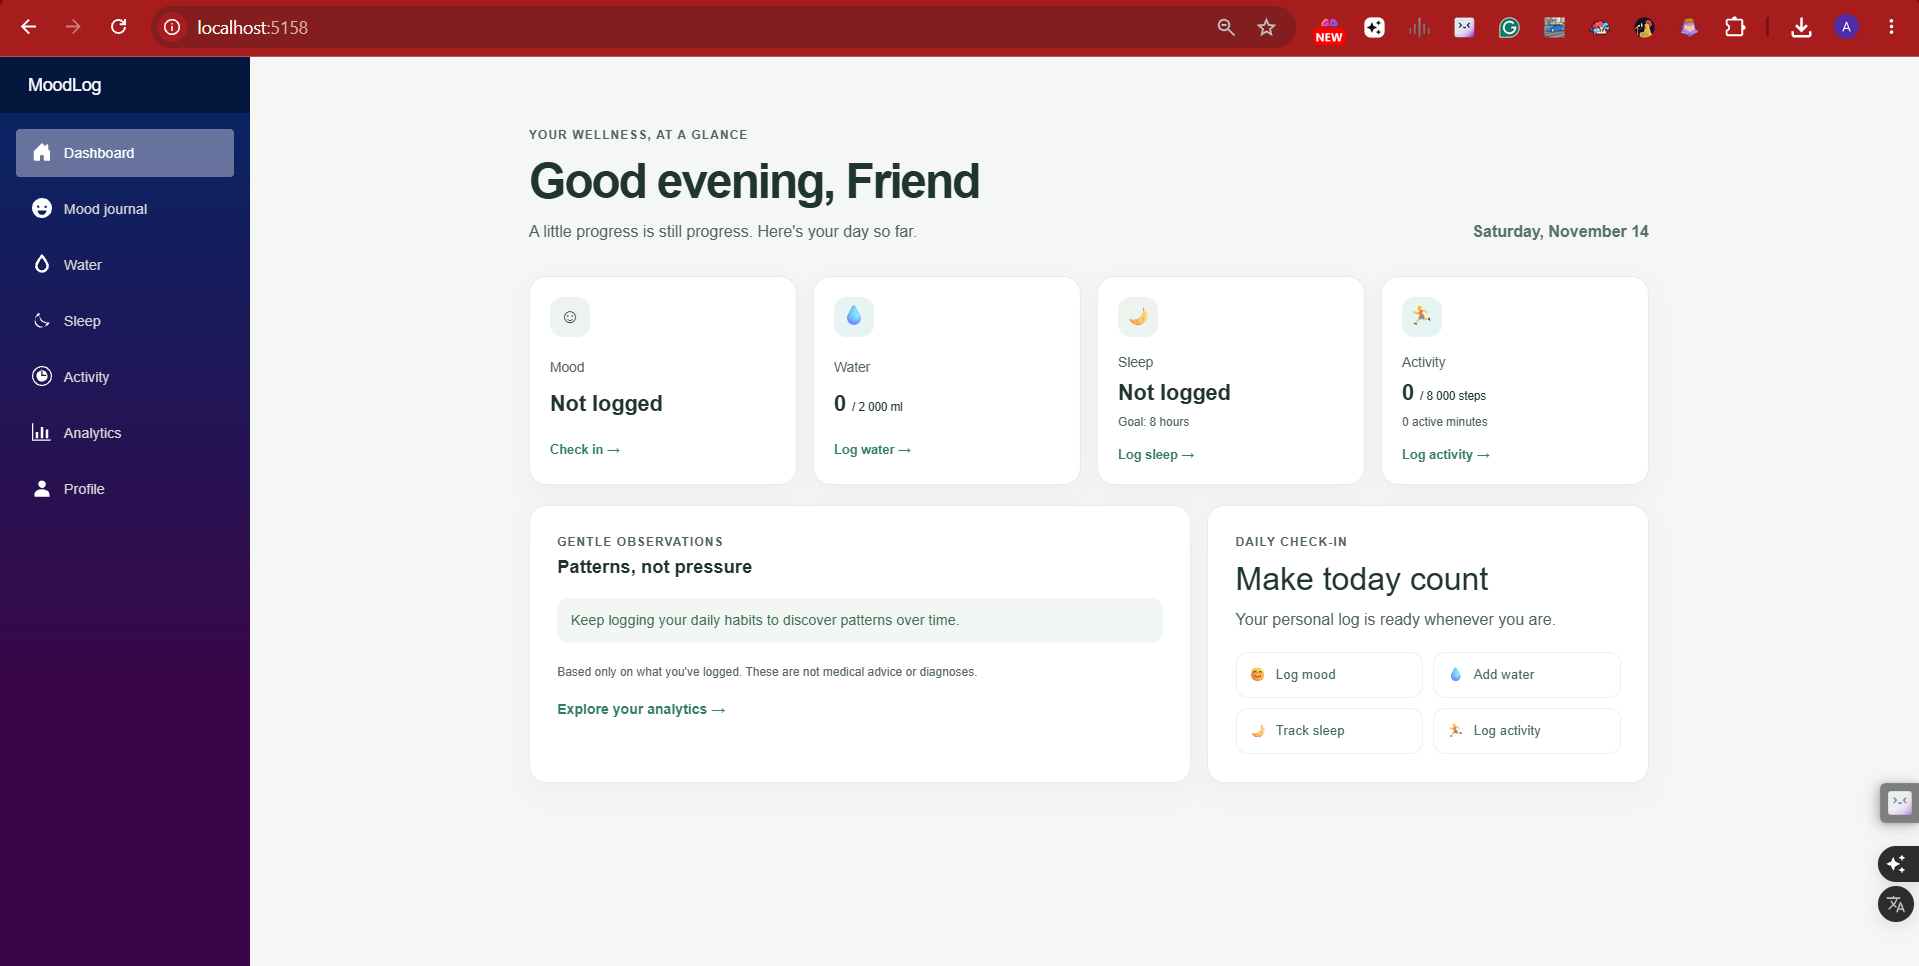 localhost:5158
NEW
A
MoodLog
Dashboard
Mood journal
Water
Sleep
Activity
Analytics
Profile
YOUR WELLNESS, AT A GLANCE
Good evening, Friend
A little progress is still progress. Here's your day so far.
Saturday, November 14
Mood
Not logged
Check in →
Water
0 / 2 000 ml
Log water →
Sleep
Not logged
Goal: 8 hours
Log sleep →
Activity
0 / 8 000 steps
0 active minutes
Log activity →
GENTLE OBSERVATIONS
Patterns, not pressure
Keep logging your daily habits to discover patterns over time.
Based only on what you've logged. These are not medical advice or diagnoses.
Explore your analytics →
DAILY CHECK-IN
Make today count
Your personal log is ready whenever you are.
Log mood
Add water
Track sleep
Log activity